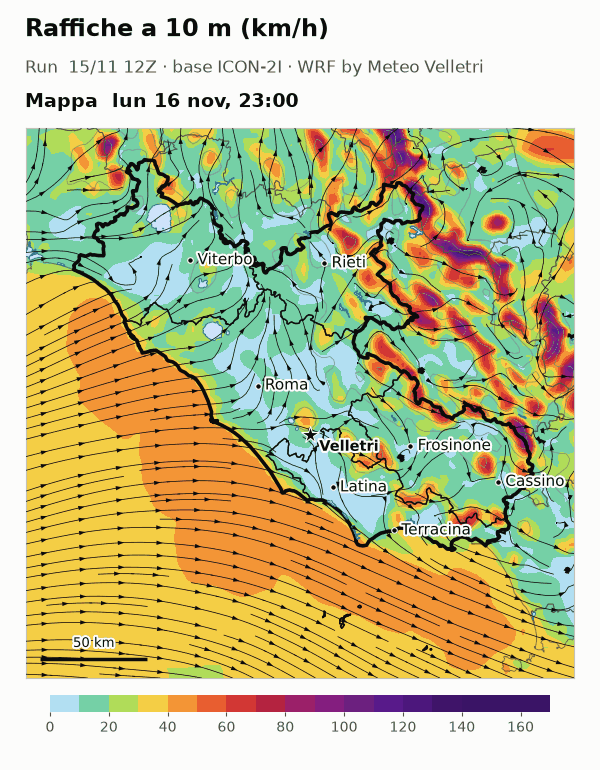 Raffiche a 10 m (km/h)
Run  15/11 12Z · base ICON-2I · WRF by Meteo Velletri
Mappa  lun 16 nov, 23:00
Viterbo
Rieti
Roma
Velletri
Frosinone
Latina
Cassino
Terracina
50 km
0 20 40 60 80 100 120 140 160